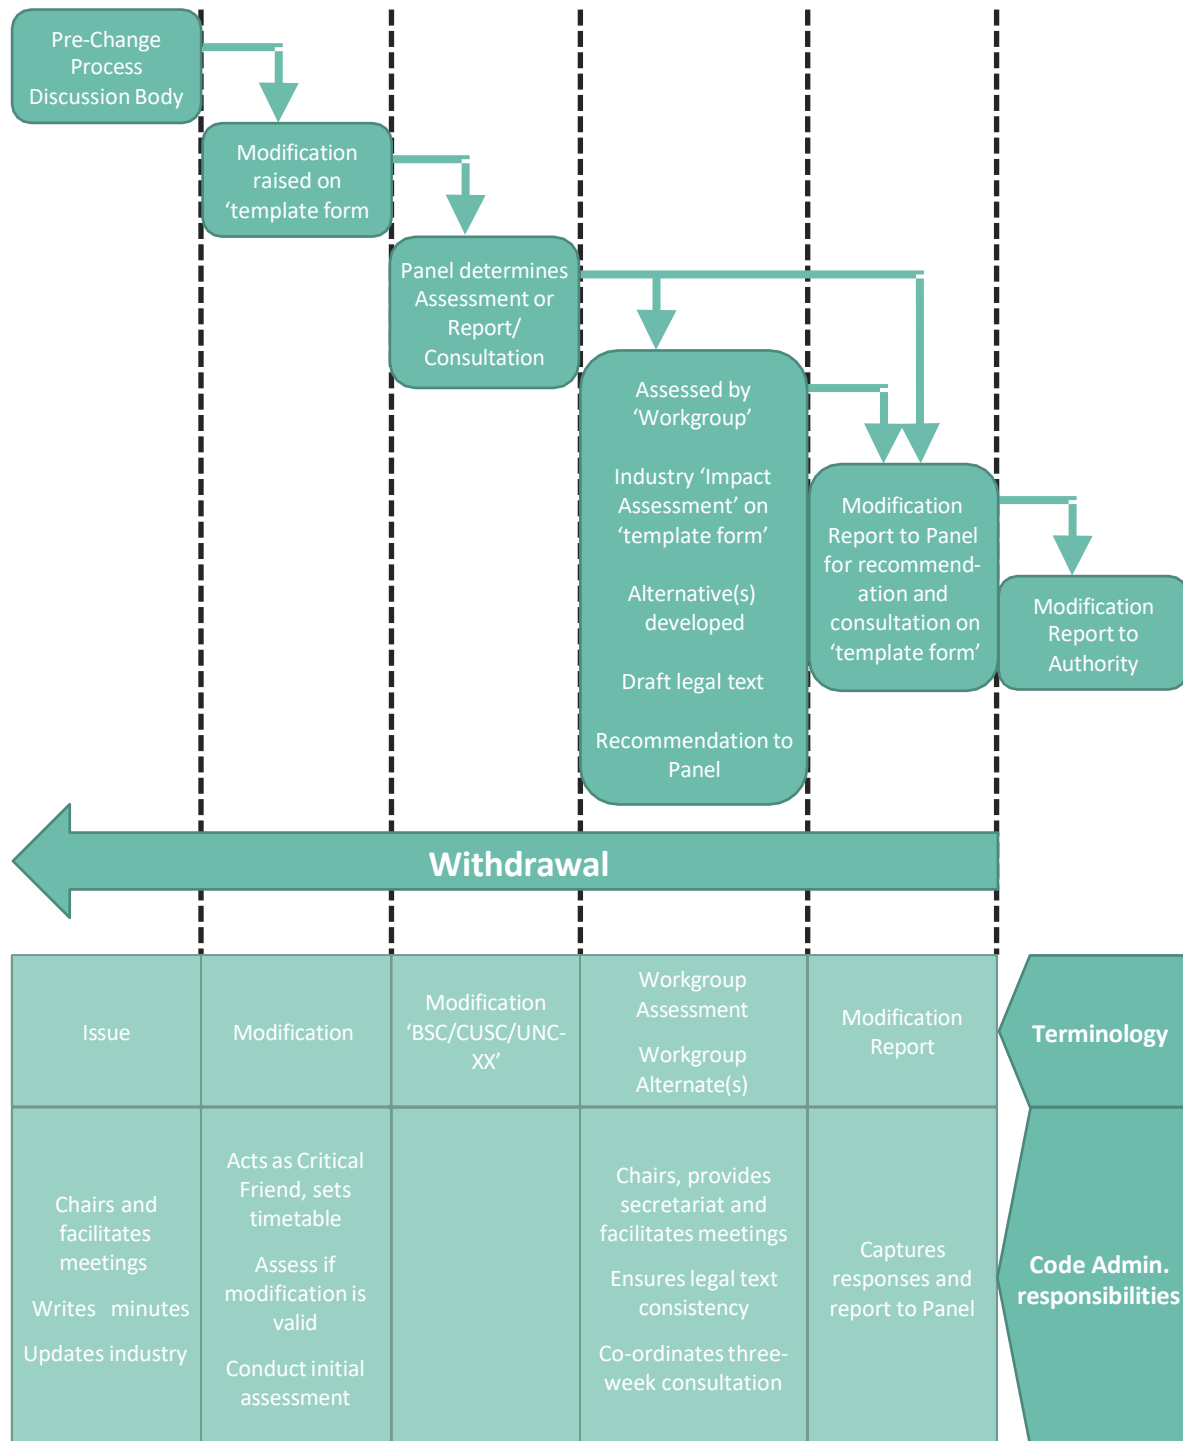 Pre-Change
Process
Discussion Body
Modification
raised on
‘template form
Panel determines
Assessment or
Report/
Consultation
Assessed by
‘Workgroup’
Industry ‘Impact
Assessment’ on
‘template form’
Alternative(s)
developed
Draft legal text
Recommendation to
Panel
Modification
Report to Panel
for recommend-
ation and
consultation on
‘template form’
Modification
Report to
Authority
Withdrawal
Issue
Modification
Modification
‘BSC/CUSC/UNC-
XX’
Workgroup
Assessment
Workgroup
Alternate(s)
Modification
Report
Terminology
Chairs and
facilitates
meetings
Writes minutes
Updates industry
Acts as Critical
Friend, sets
timetable
Assess if
modification is
valid
Conduct initial
assessment
Chairs, provides
secretariat and
facilitates meetings
Ensures legal text
consistency
Co-ordinates three-
week consultation
Captures
responses and
report to Panel
Code Admin.
responsibilities